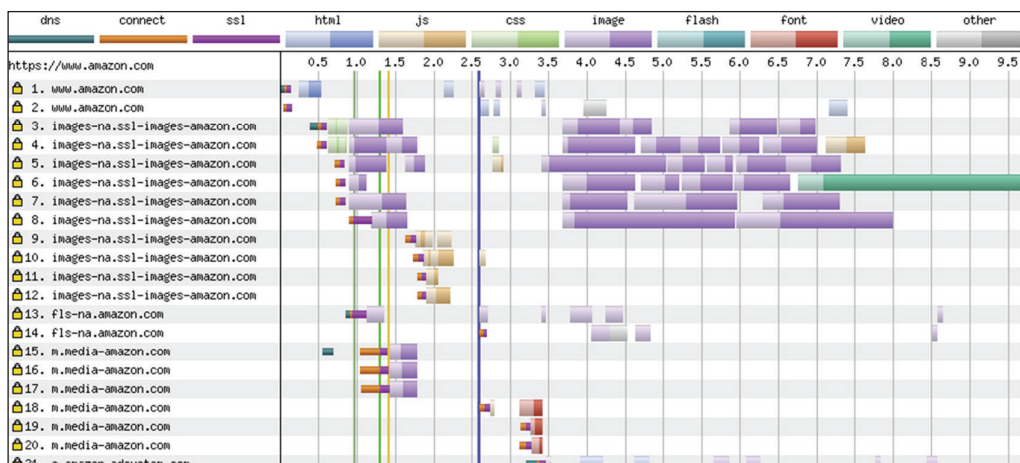 dns connect ssl html js css image flash font video other
https://www.amazon.com 0.5 1.0 1.5 2.0 2.5 3.0 3.5 4.0 4.5 5.0 5.5 6.0 6.5 7.0 7.5 8.0 8.5 9.0 9.5
1. www.amazon.com
2. www.amazon.com
3. images-na.ssl-images-amazon.com
4. images-na.ssl-images-amazon.com
5. images-na.ssl-images-amazon.com
6. images-na.ssl-images-amazon.com
7. images-na.ssl-images-amazon.com
8. images-na.ssl-images-amazon.com
9. images-na.ssl-images-amazon.com
10. images-na.ssl-images-amazon.com
11. images-na.ssl-images-amazon.com
12. images-na.ssl-images-amazon.com
13. fls-na.amazon.com
14. fls-na.amazon.com
15. m.media-amazon.com
16. m.media-amazon.com
17. m.media-amazon.com
18. m.media-amazon.com
19. m.media-amazon.com
20. m.media-amazon.com